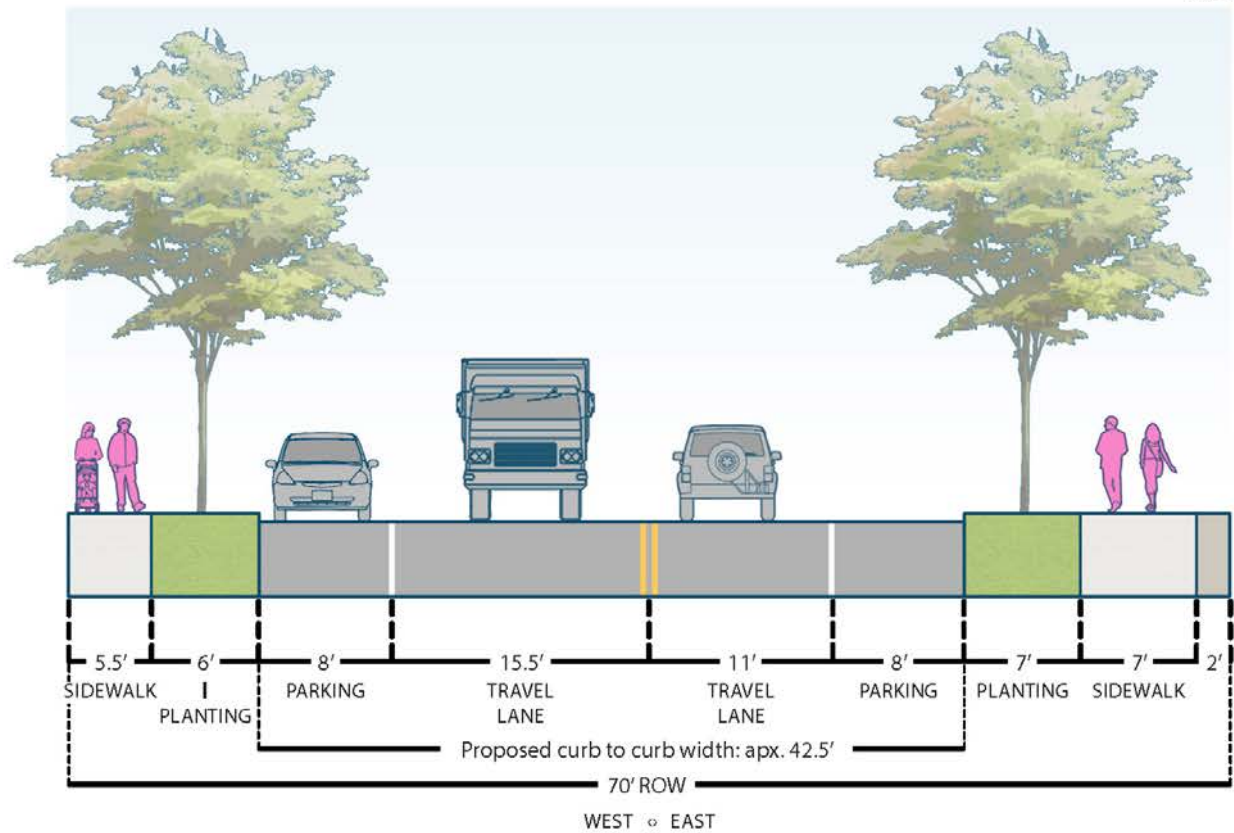 5.5' 6' 8' 15.5' 11' 8' 7' 7' 2'
SIDEWALK PARKING TRAVEL TRAVEL PARKING PLANTING SIDEWALK
PLANTING LANE LANE
Proposed curb to curb width: apx. 42.5'
70' ROW
WEST ‹› EAST